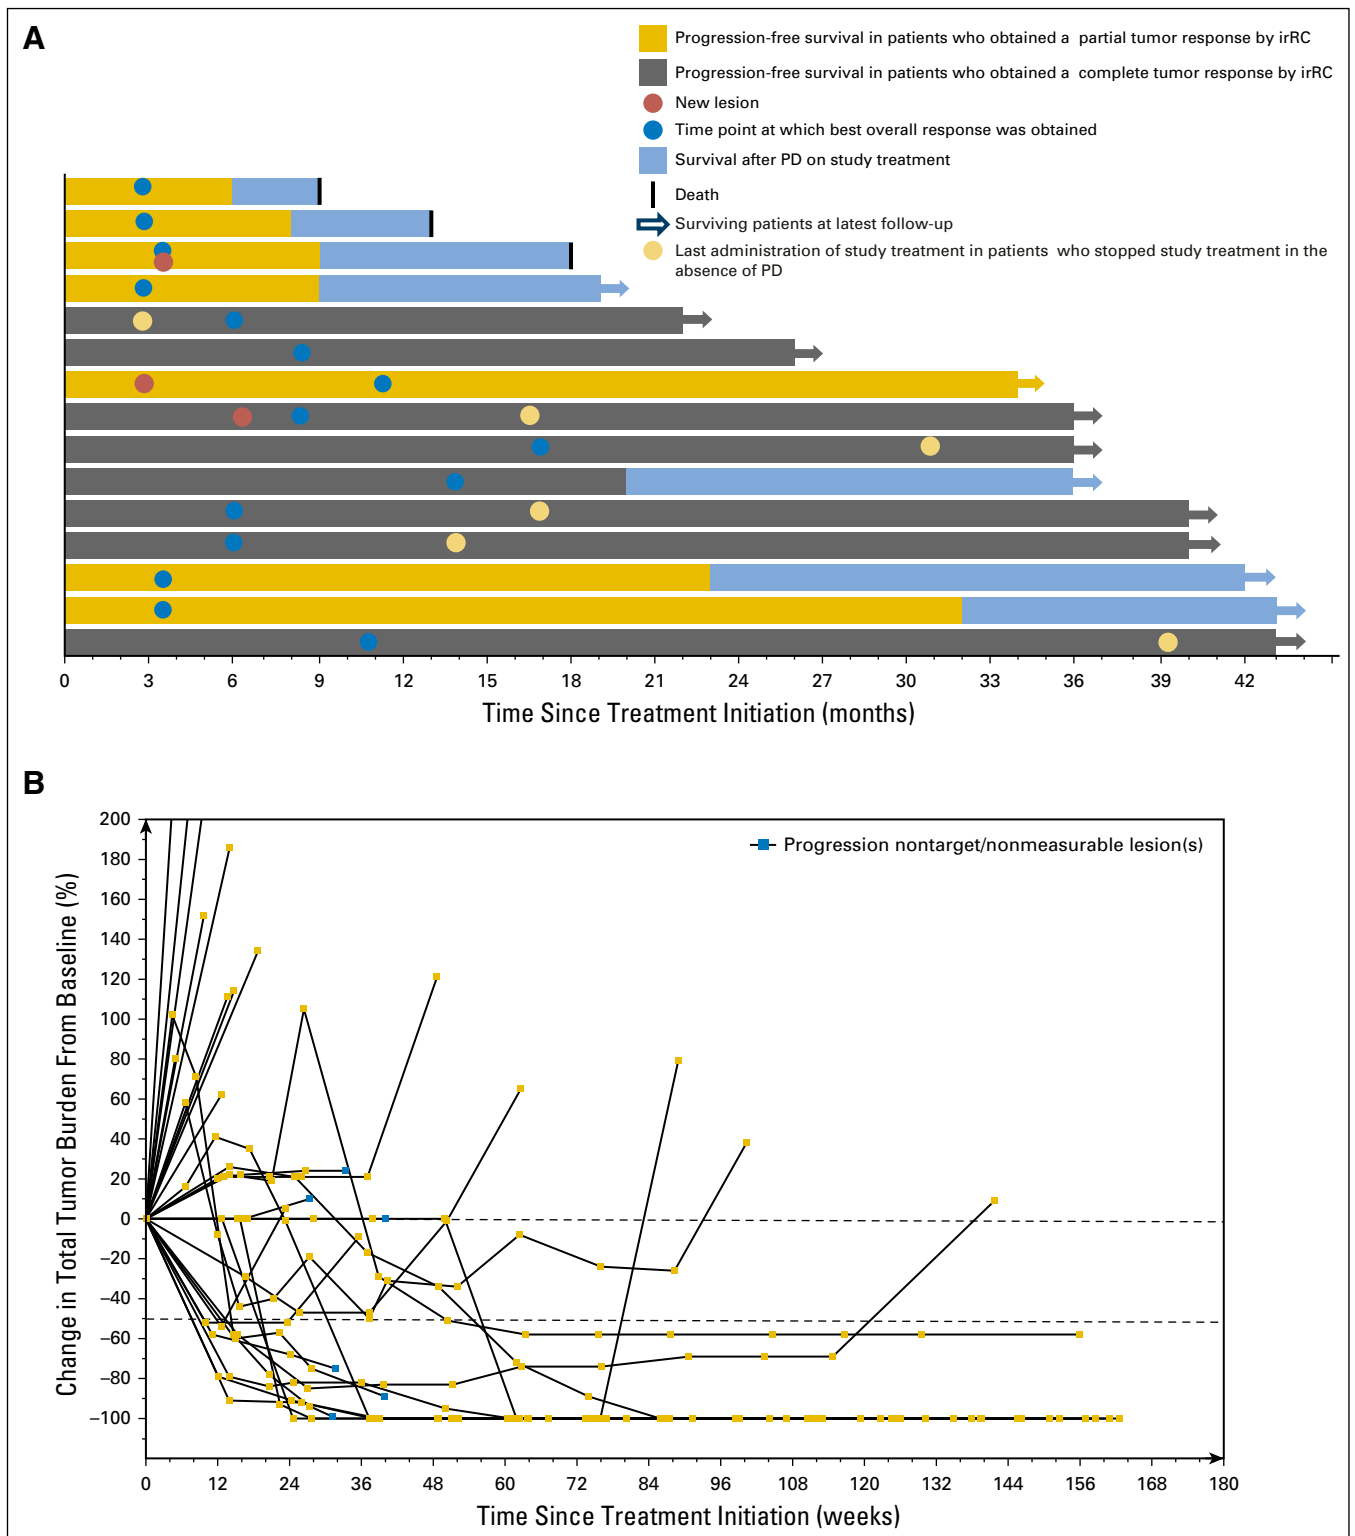 A
Progression-free survival in patients who obtained a partial tumor response by irRC
Progression-free survival in patients who obtained a complete tumor response by irRC
New lesion
Time point at which best overall response was obtained
Survival after PD on study treatment
Death
Surviving patients at latest follow-up
Last administration of study treatment in patients who stopped study treatment in the
absence of PD
0 3 6 9 12 15 18 21 24 27 30 33 36 39 42
Time Since Treatment Initiation (months)
B
Change in Total Tumor Burden From Baseline (%)
200
180
160
140
120
100
80
60
40
20
0
−20
−40
−60
−80
−100
Progression nontarget/nonmeasurable lesion(s)
0 12 24 36 48 60 72 84 96 108 120 132 144 156 168 180
Time Since Treatment Initiation (weeks)